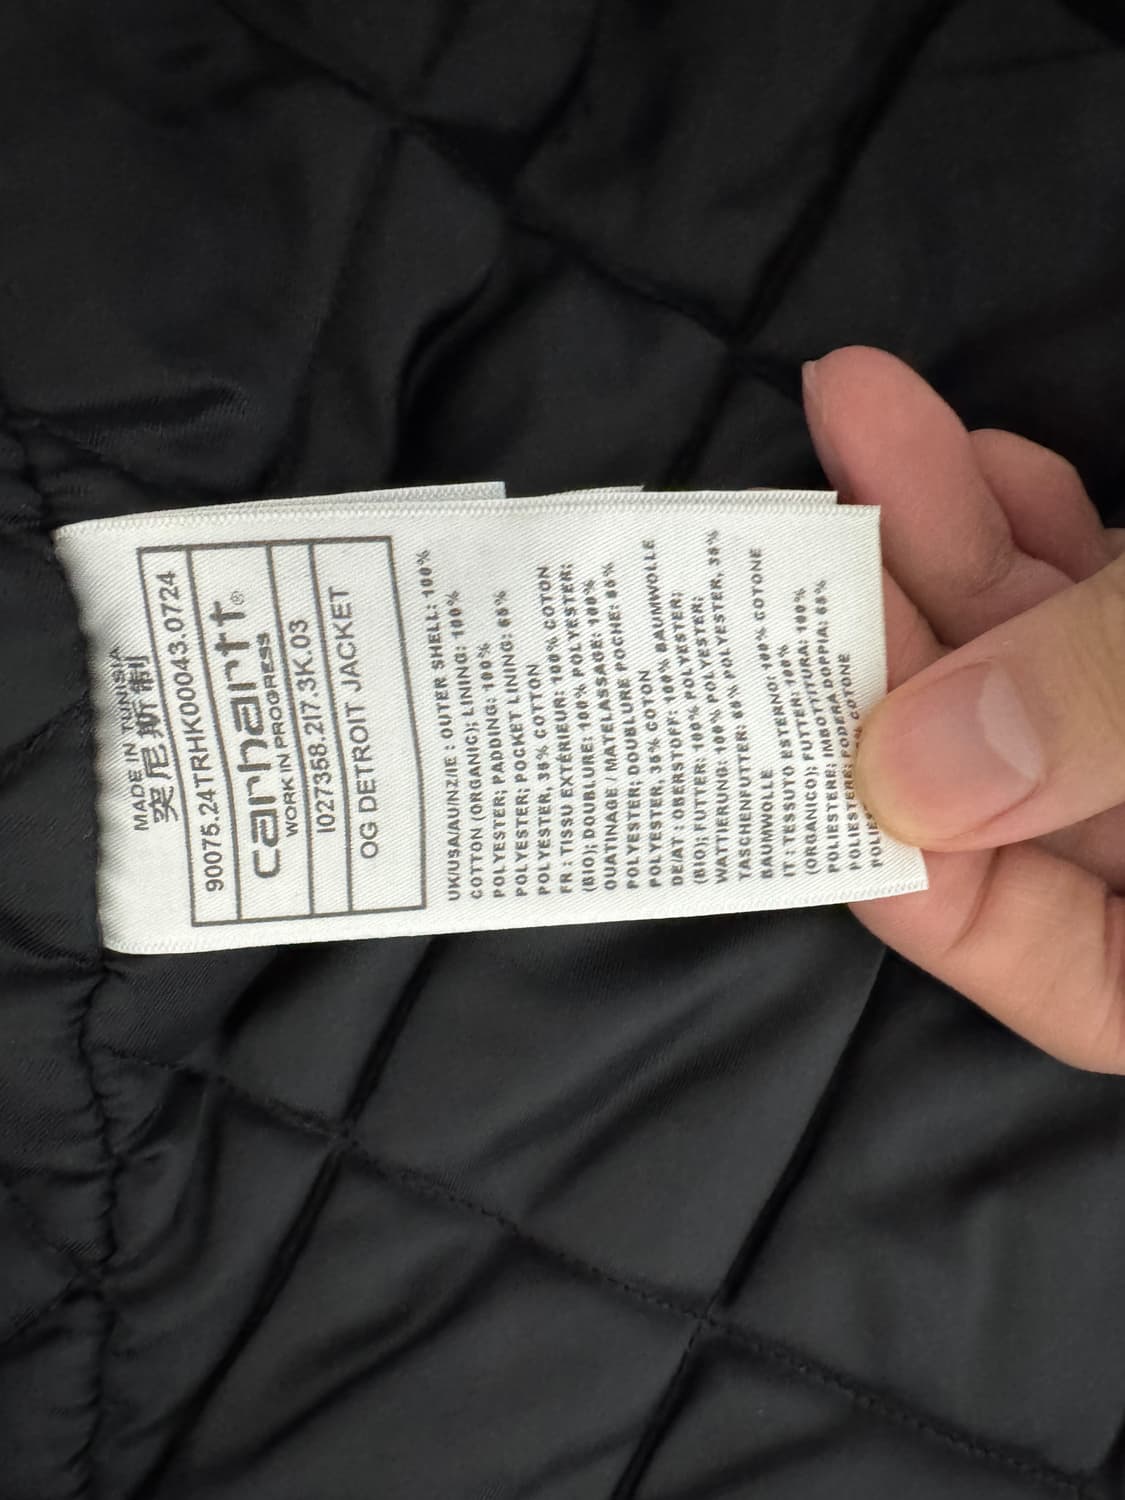 MADE IN TUNISIA
突尼斯制
90075.24TRHK00043.0724
carhartt®
WORK IN PROGRESS
I027358.217.3K.03
OG DETROIT JACKET
UK/USA/AU/NZ/IE : OUTER SHELL: 100%
COTTON (ORGANIC); LINING: 100%
POLYESTER; PADDING: 100%
POLYESTER; POCKET LINING: 65%
POLYESTER, 35% COTTON
FR : TISSU EXTÉRIEUR: 100% COTON
(BIO); DOUBLURE: 100% POLYESTER;
OUATINAGE / MATELASSAGE: 100%
POLYESTER; DOUBLURE POCHE: 65%
POLYESTER, 35% COTON
DE/AT : OBERSTOFF: 100% BAUMWOLLE
(BIO); FUTTER: 100% POLYESTER;
WATTIERUNG: 100% POLYESTER;
TASCHENFUTTER: 65% POLYESTER, 35%
BAUMWOLLE
IT : TESSUTO ESTERNO: 100% COTONE
(ORGANICO); FUTTER: 100%
POLIESTERE; IMBOTTITURA: 100%
POLIESTERE; FODERA DOPPIA: 65%
COTONE